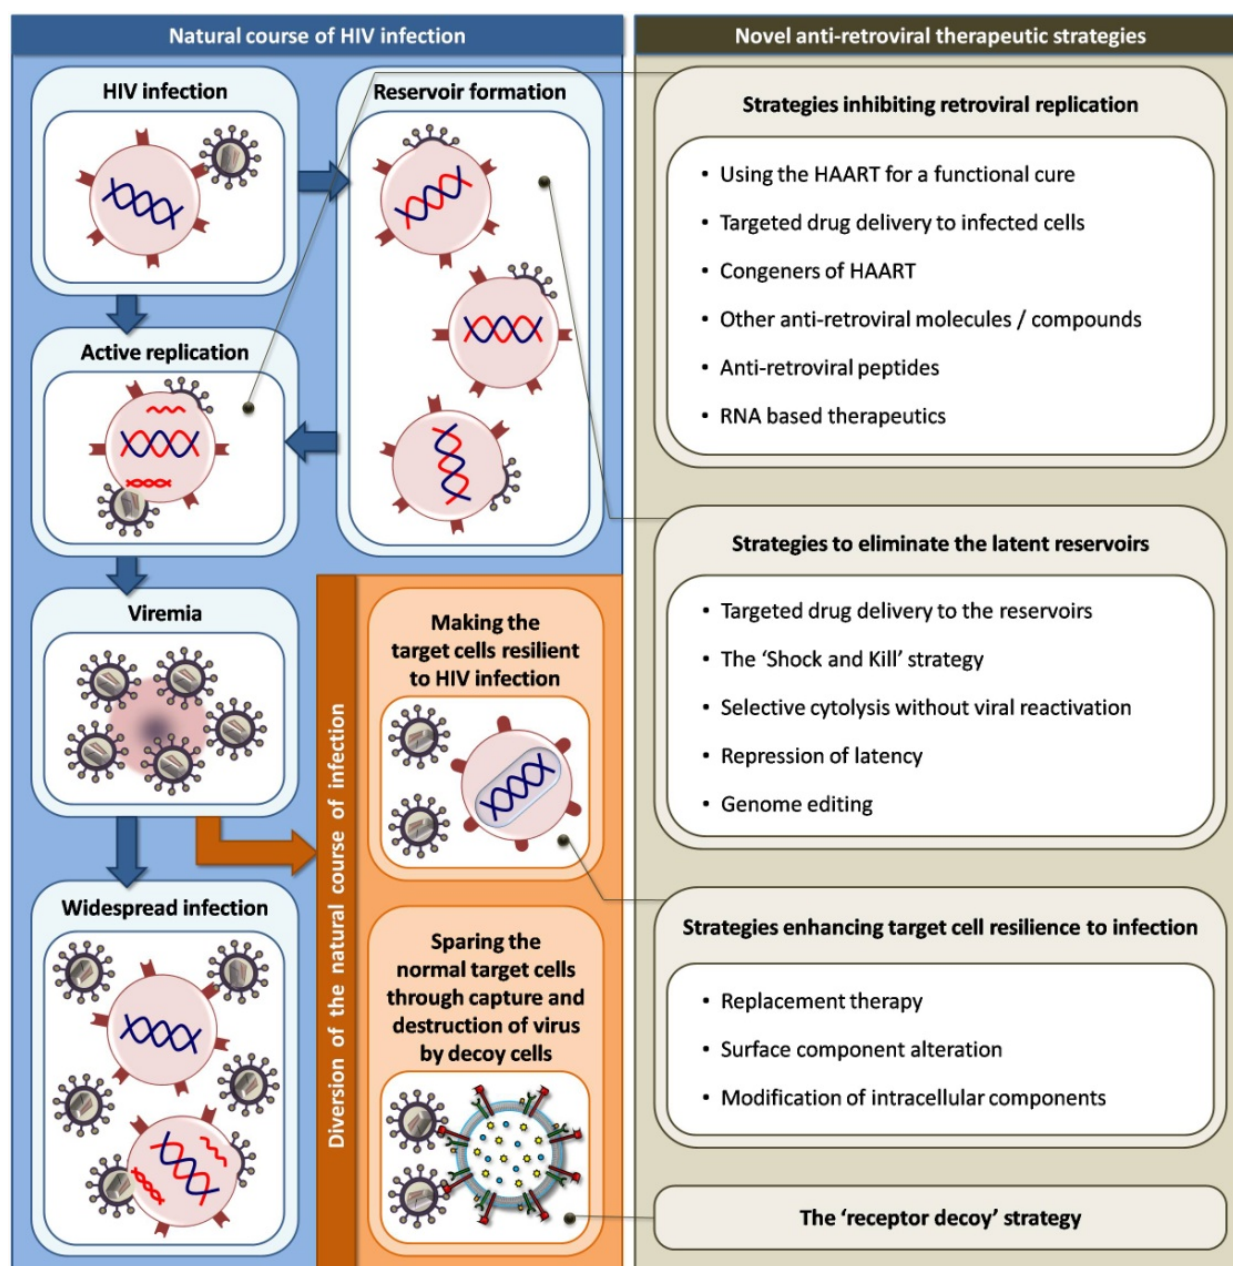 Natural course of HIV infection
HIV infection
Reservoir formation
Active replication
Viremia
Widespread infection
Diversion of the natural course of infection
Making the
target cells resilient
to HIV infection
Sparing the
normal target cells
through capture and
destruction of virus
by decoy cells
Novel anti-retroviral therapeutic strategies
Strategies inhibiting retroviral replication
• Using the HAART for a functional cure
• Targeted drug delivery to infected cells
• Congeners of HAART
• Other anti-retroviral molecules / compounds
• Anti-retroviral peptides
• RNA based therapeutics
Strategies to eliminate the latent reservoirs
• Targeted drug delivery to the reservoirs
• The ‘Shock and Kill’ strategy
• Selective cytolysis without viral reactivation
• Repression of latency
• Genome editing
Strategies enhancing target cell resilience to infection
• Replacement therapy
• Surface component alteration
• Modification of intracellular components
The ‘receptor decoy’ strategy